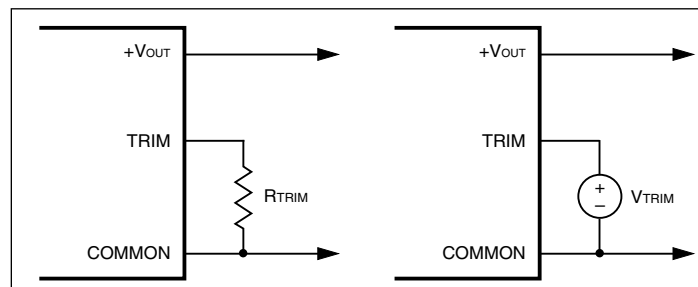 +VOUT
TRIM
RTRIM
COMMON
+VOUT
TRIM
+
–
VTRIM
COMMON